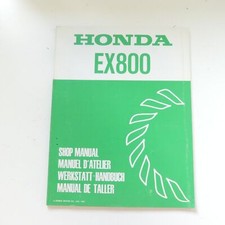 HONDA
EX800
SHOP MANUAL
MANUEL D'ATELIER
WERKSTATT-HANDBUCH
MANUAL DE TALLER